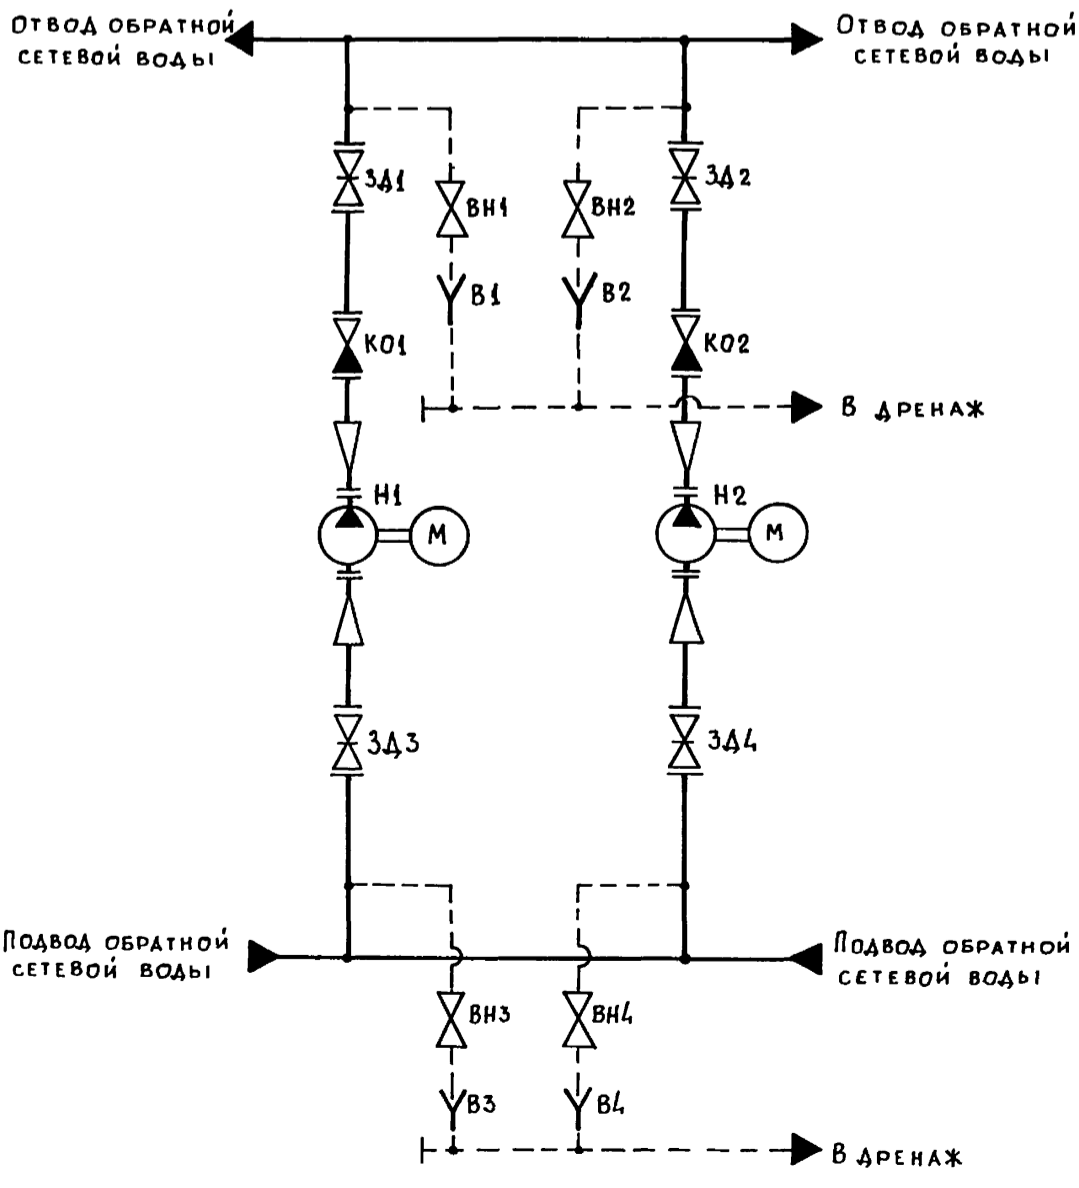 Отвод обратной
сетевой воды
Отвод обратной
сетевой воды
ЗД1
ВН1
ВН2
ЗД2
В1
В2
КО1
КО2
В дренаж
Н1
Н2
М
М
ЗД3
ЗД4
Подвод обратной
сетевой воды
Подвод обратной
сетевой воды
ВН3
ВН4
В3
В4
В дренаж